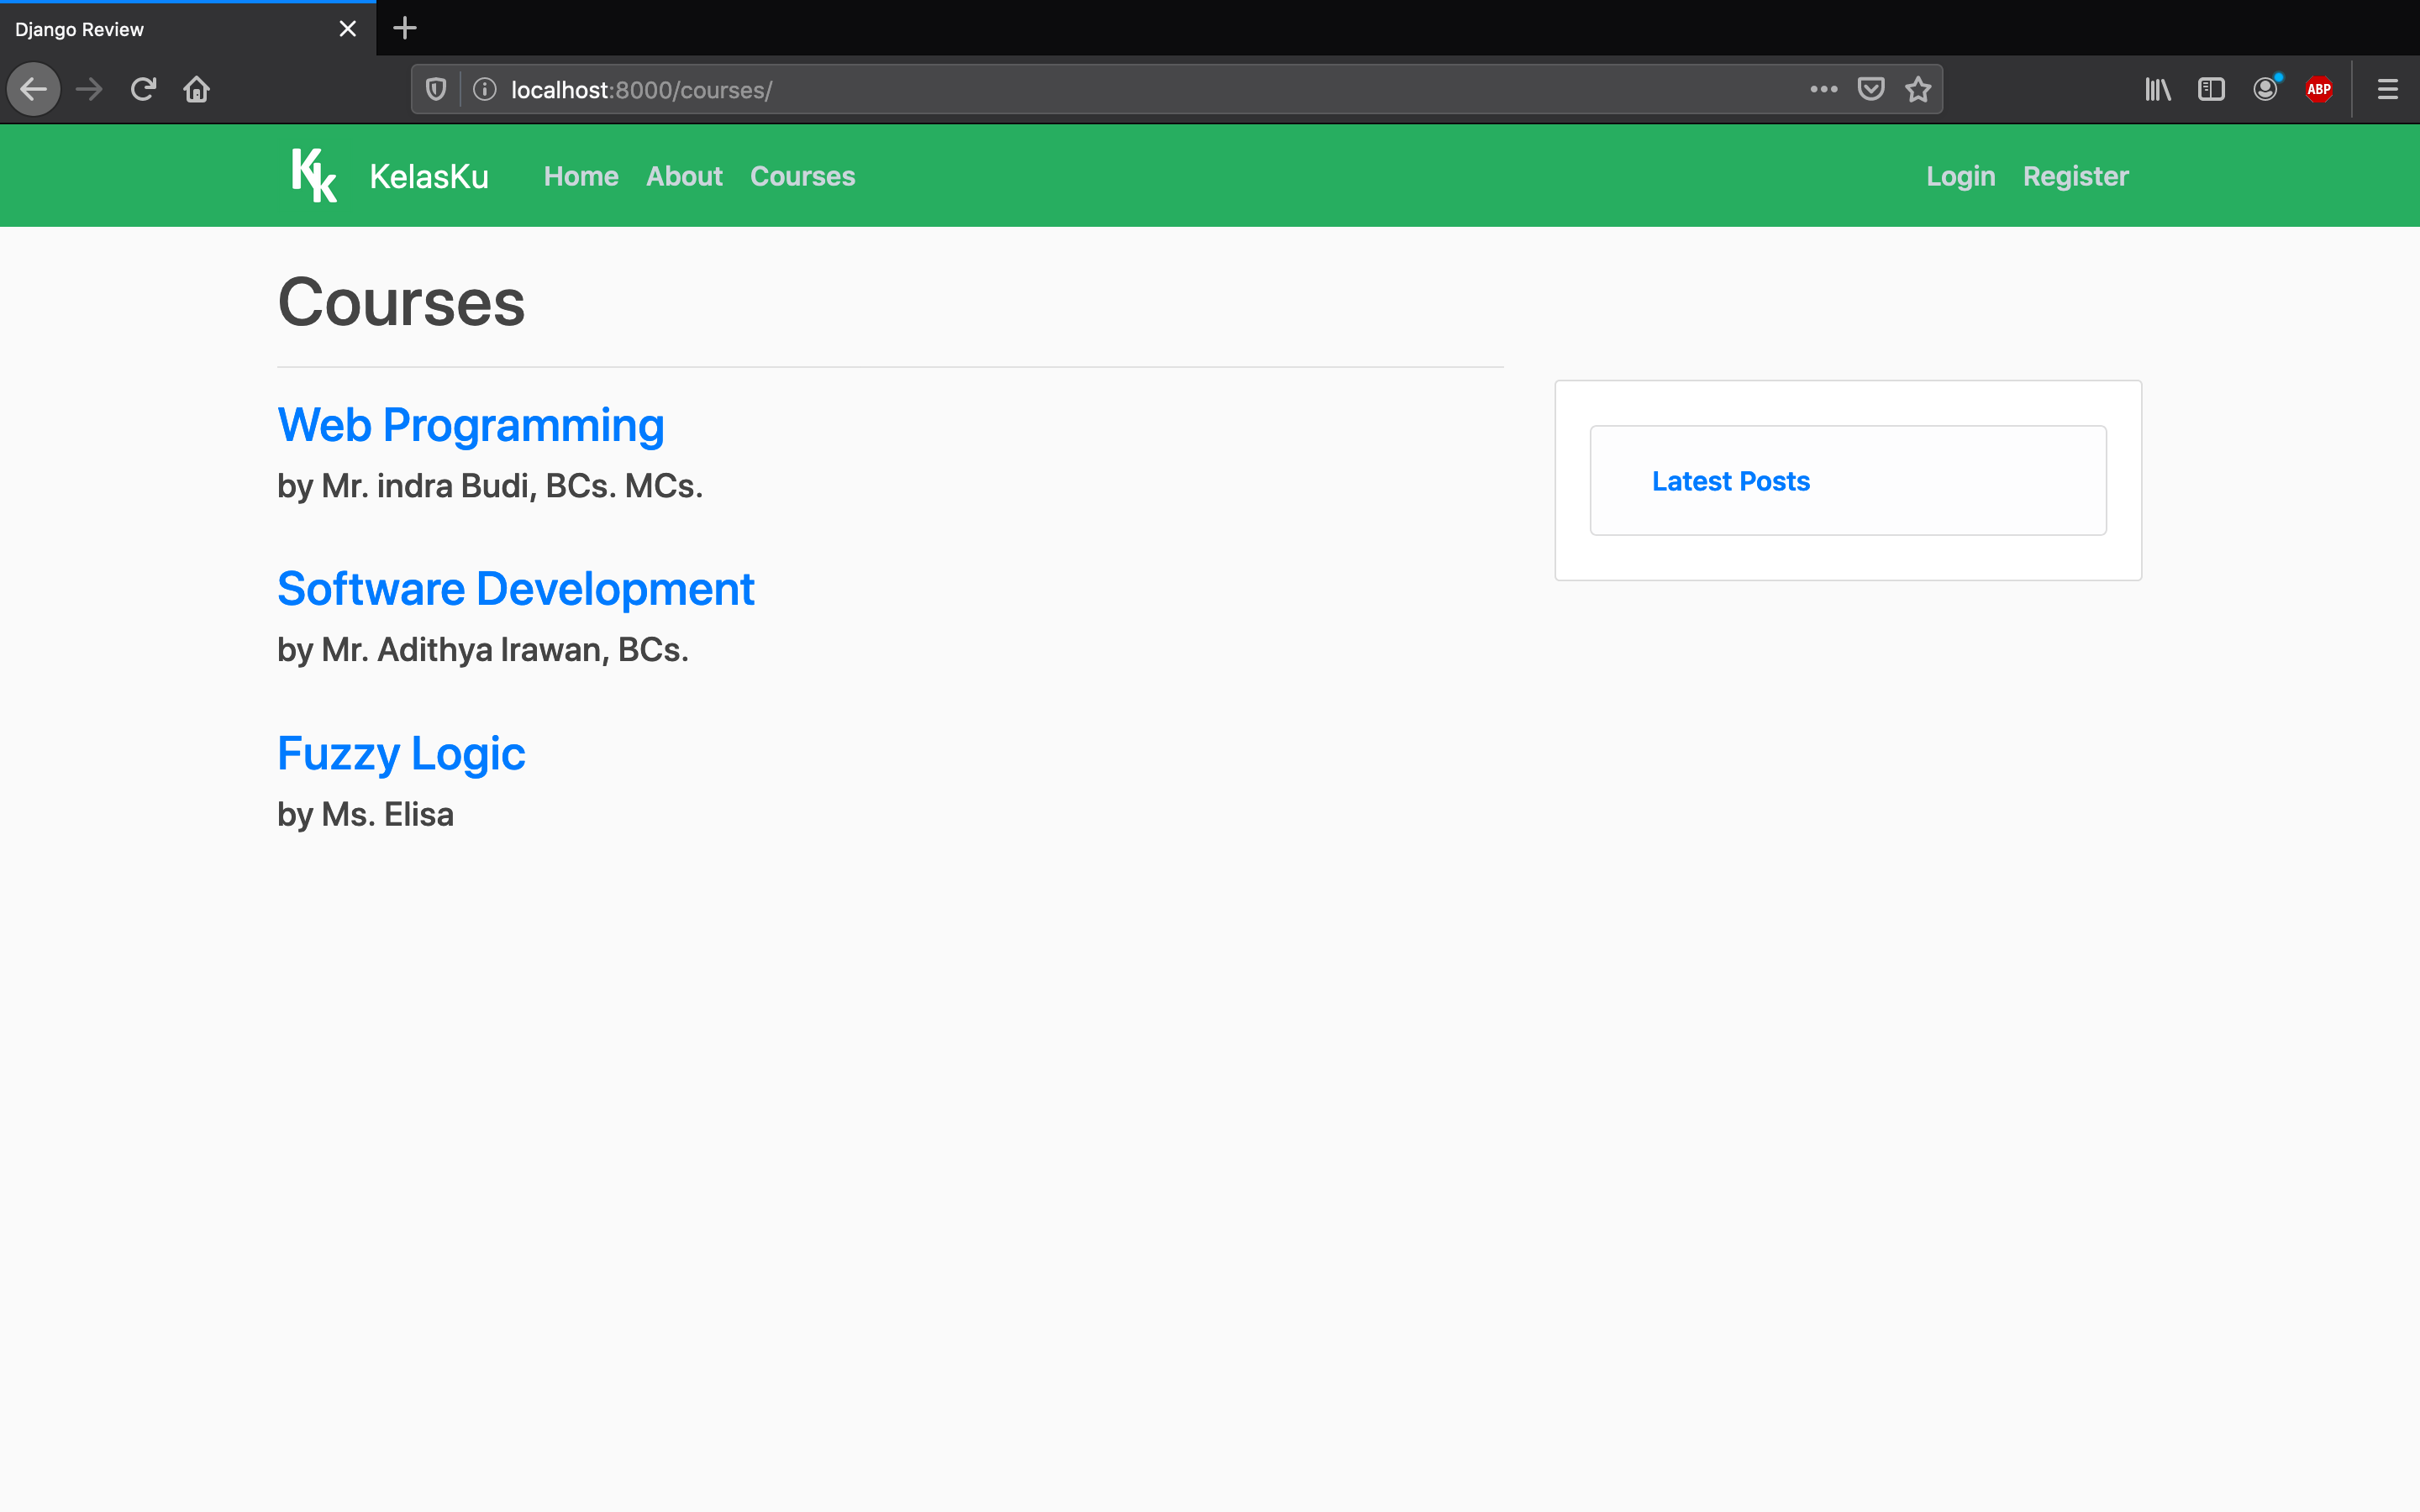 Django Review
localhost:8000/courses/
ABP
Kk KelasKu Home About Courses Login Register
Courses
Web Programming
by Mr. indra Budi, BCs. MCs.
Software Development
by Mr. Adithya Irawan, BCs.
Fuzzy Logic
by Ms. Elisa
Latest Posts